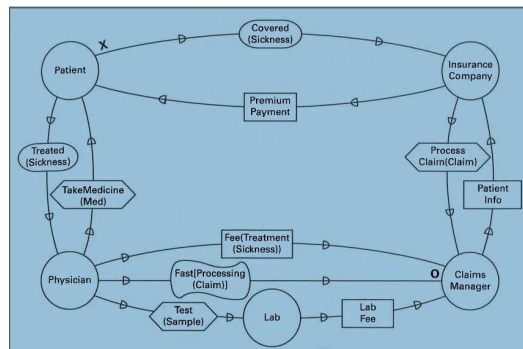 Covered
(Sickness)
X
Patient
Insurance
Company
Premium
Payment
Treated
(Sickness)
Process
Claim(Claim)
TakeMedicine
(Med)
Patient
Info
Fee(Treatment
(Sickness))
Physician
Fast[Processing
(Claim)]
O
Claims
Manager
Test
(Sample)
Lab
Lab
Fee